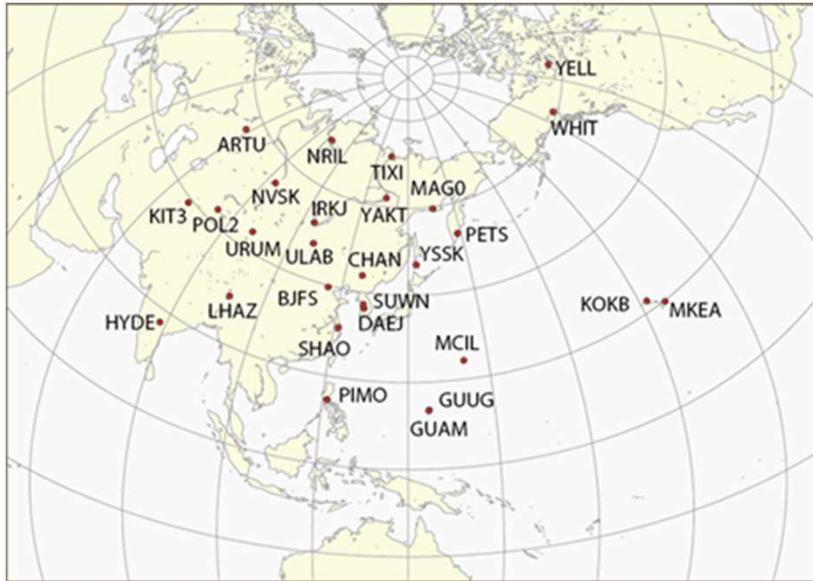 YELL
WHIT
ARTU
NRIL
TIXI
MAG0
NVSK
KIT3
POL2
IRKJ
YAKT
PETS
URUM
ULAB
CHAN
YSSK
BJFS
SUWN
KOKB
MKEA
LHAZ
HYDE
DAEJ
SHAO
MCIL
PIMO
GUUG
GUAM